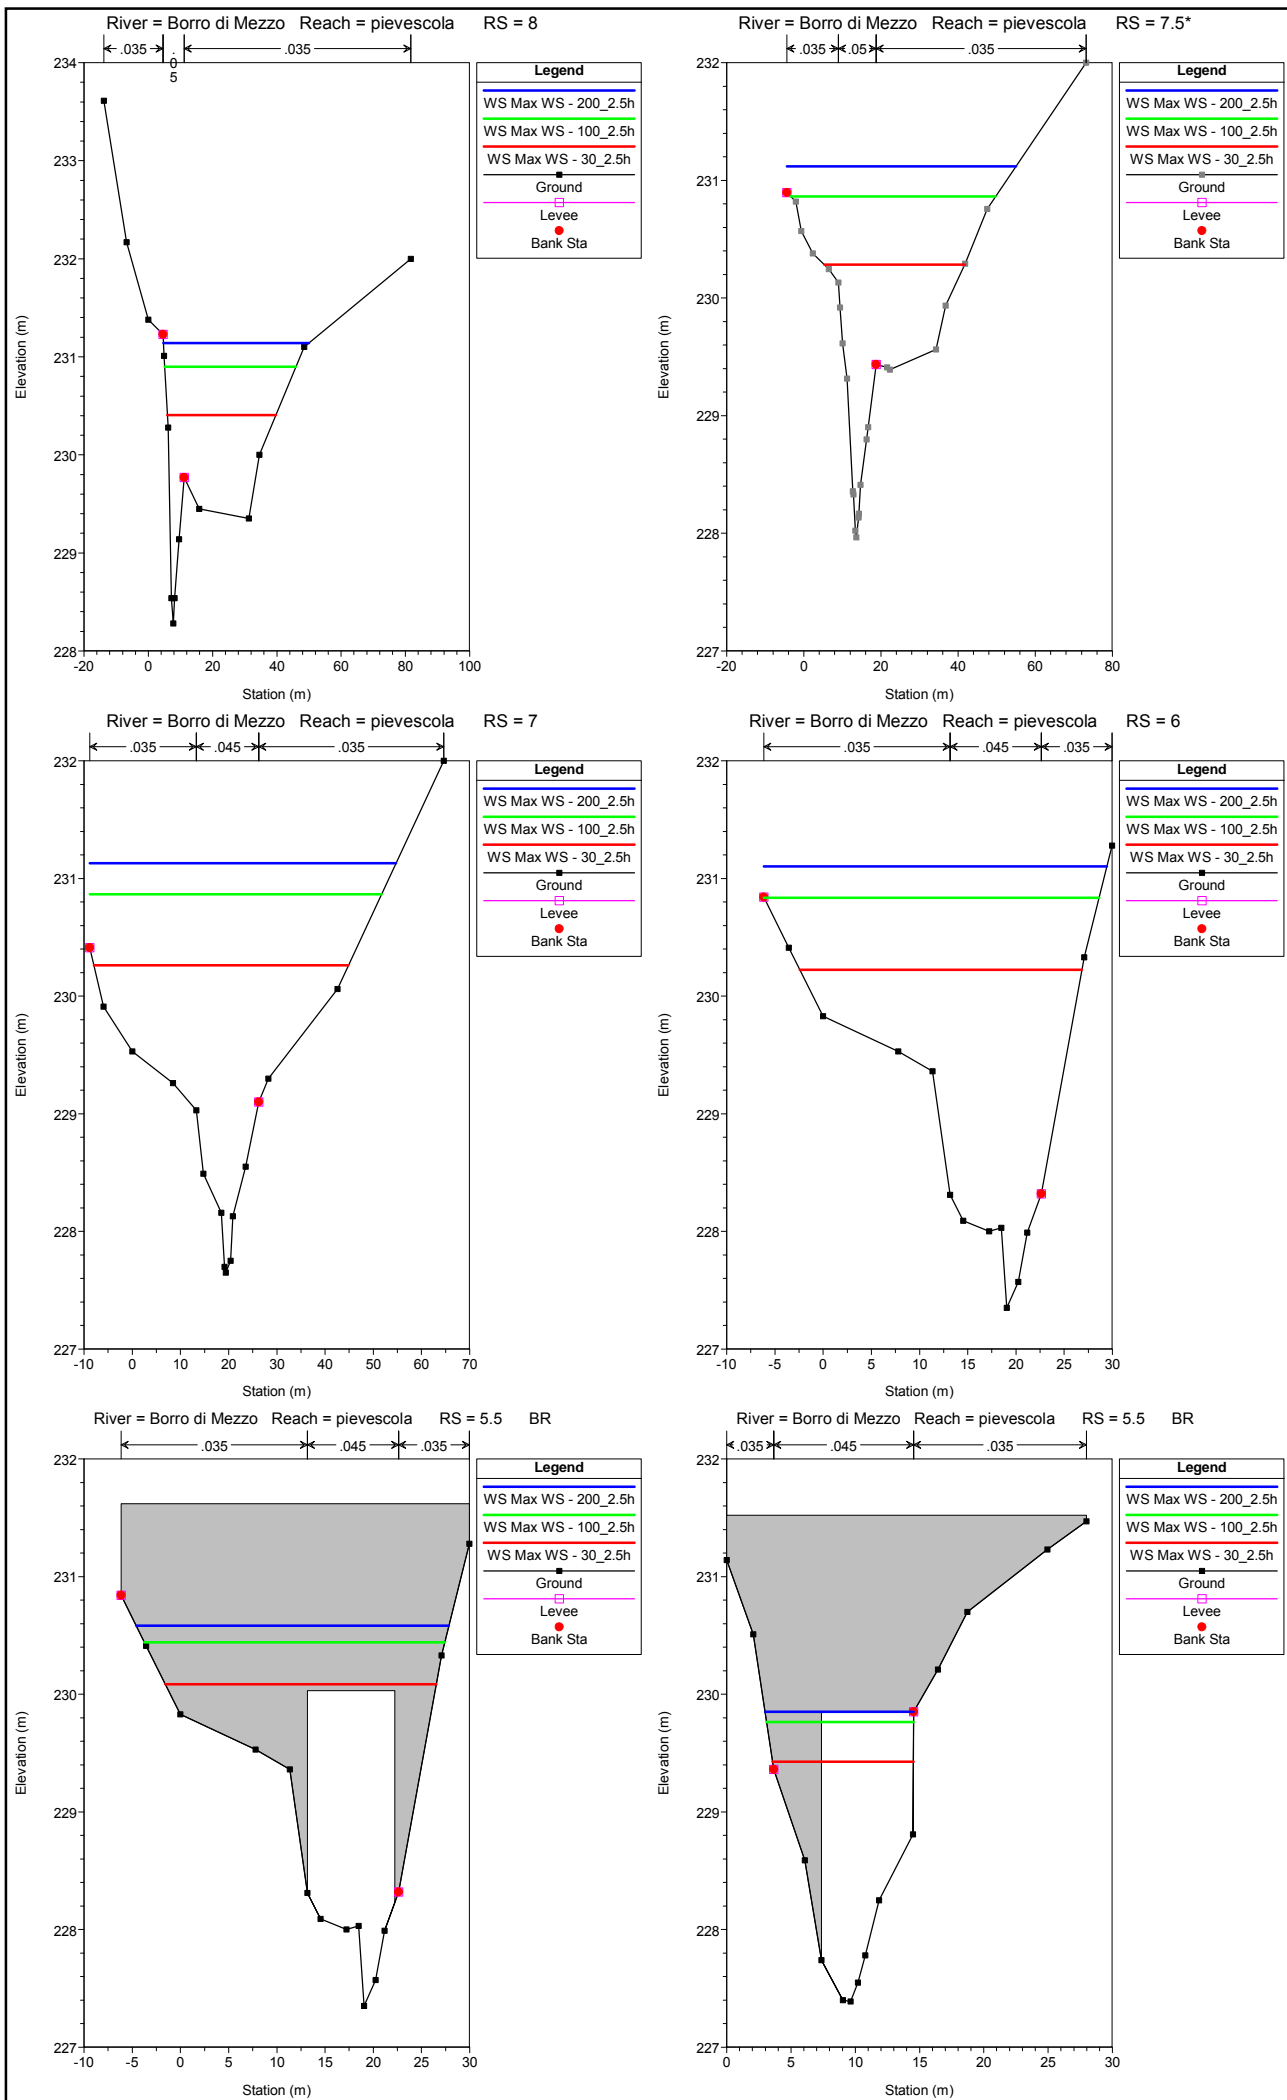 River = Borro di Mezzo Reach = pievescola RS = 8
.035 .05 .035
Elevation (m)
234
233
232
231
230
229
228
-20 0 20 40 60 80 100
Station (m)
Legend
WS Max WS - 200_2.5h
WS Max WS - 100_2.5h
WS Max WS - 30_2.5h
Ground
Levee
Bank Sta
River = Borro di Mezzo Reach = pievescola RS = 7.5*
.035 .05 .035
Elevation (m)
232
231
230
229
228
227
-20 0 20 40 60 80
Station (m)
Legend
WS Max WS - 200_2.5h
WS Max WS - 100_2.5h
WS Max WS - 30_2.5h
Ground
Levee
Bank Sta
River = Borro di Mezzo Reach = pievescola RS = 7
.035 .045 .035
Elevation (m)
232
231
230
229
228
227
-10 0 10 20 30 40 50 60 70
Station (m)
Legend
WS Max WS - 200_2.5h
WS Max WS - 100_2.5h
WS Max WS - 30_2.5h
Ground
Levee
Bank Sta
River = Borro di Mezzo Reach = pievescola RS = 6
.035 .045 .035
Elevation (m)
232
231
230
229
228
227
-10 -5 0 5 10 15 20 25 30
Station (m)
Legend
WS Max WS - 200_2.5h
WS Max WS - 100_2.5h
WS Max WS - 30_2.5h
Ground
Levee
Bank Sta
River = Borro di Mezzo Reach = pievescola RS = 5.5 BR
.035 .045 .035
Elevation (m)
232
231
230
229
228
227
-10 -5 0 5 10 15 20 25 30
Station (m)
Legend
WS Max WS - 200_2.5h
WS Max WS - 100_2.5h
WS Max WS - 30_2.5h
Ground
Levee
Bank Sta
River = Borro di Mezzo Reach = pievescola RS = 5.5 BR
.035 .045 .035
Elevation (m)
232
231
230
229
228
227
0 5 10 15 20 25 30
Station (m)
Legend
WS Max WS - 200_2.5h
WS Max WS - 100_2.5h
WS Max WS - 30_2.5h
Ground
Levee
Bank Sta